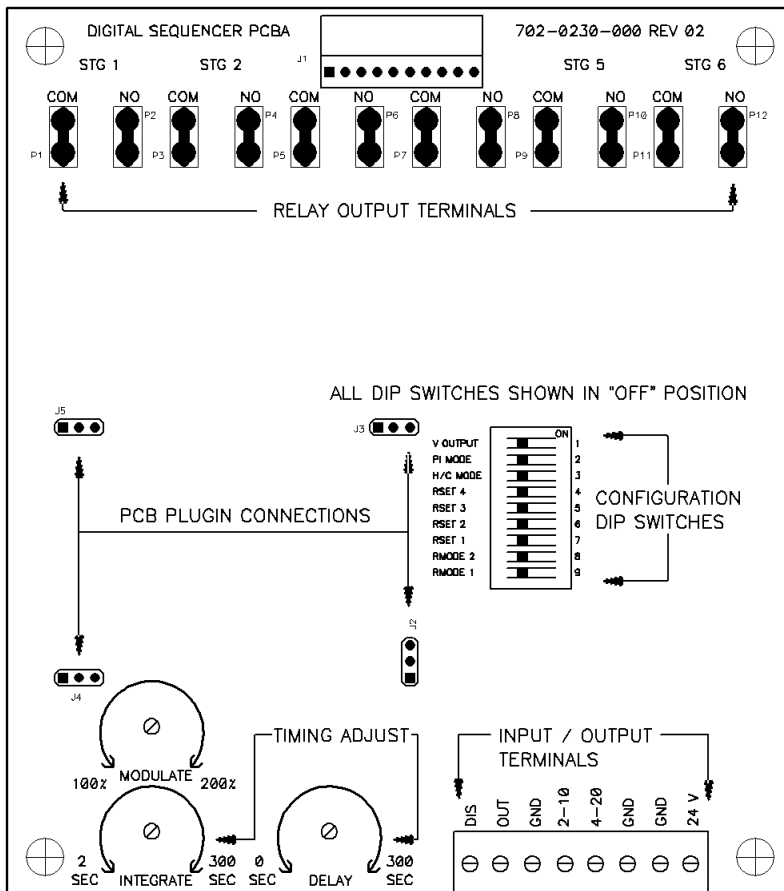 DIGITAL SEQUENCER PCBA
702-0230-000 REV 02
J1
STG 1
STG 2
STG 5
STG 6
COM NO COM NO COM NO COM NO COM NO COM NO
P2 P4 P6 P8 P10 P12
P1 P3 P5 P7 P9 P11
RELAY OUTPUT TERMINALS
ALL DIP SWITCHES SHOWN IN "OFF" POSITION
J5
J3
ON
V OUTPUT 1
PI MODE 2
H/C MODE 3
RSET 4 4
RSET 3 5
RSET 2 6
RSET 1 7
RMODE 2 8
RMODE 1 9
CONFIGURATION
DIP SWITCHES
PCB PLUGIN CONNECTIONS
J2
J4
TIMING ADJUST
INPUT / OUTPUT
TERMINALS
100% MODULATE 200%
DIS OUT GND 2-10 4-20 GND GND 24 V
2 SEC INTEGRATE 300 SEC
0 SEC DELAY 300 SEC